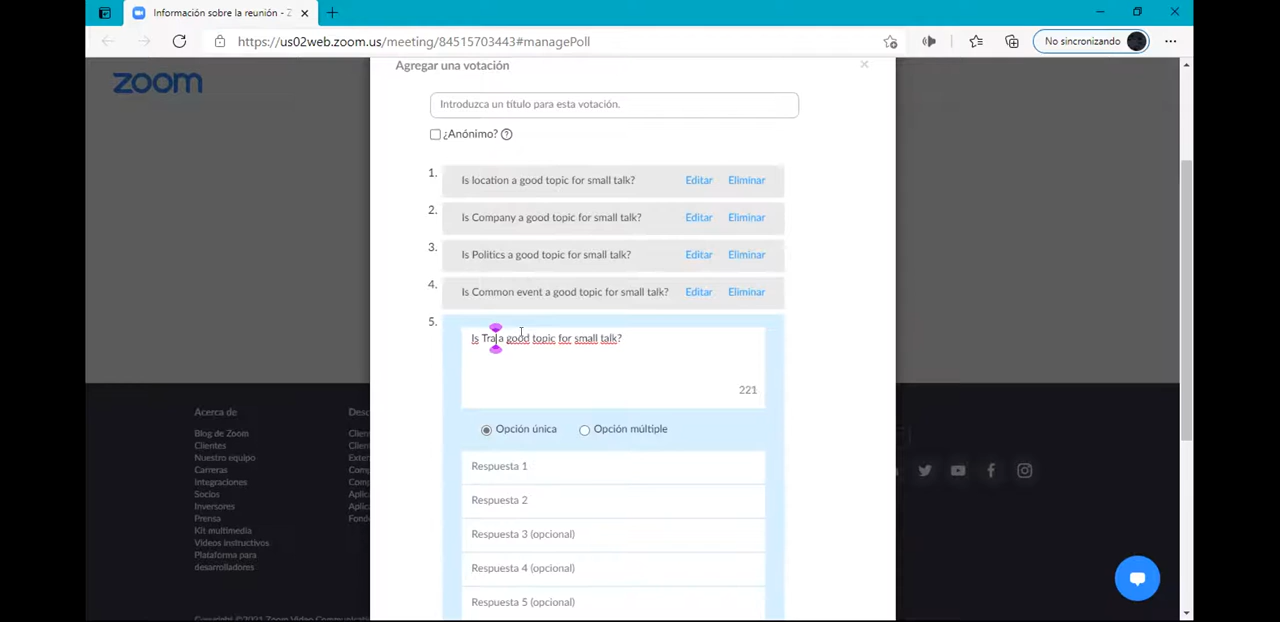 Información sobre la reunión - Z
https://us02web.zoom.us/meeting/84515703443#managePoll
No sincronizando
zoom
Agregar una votación
Introduzca un título para esta votación.
¿Anónimo?
1. Is location a good topic for small talk? Editar Eliminar
2. Is Company a good topic for small talk? Editar Eliminar
3. Is Politics a good topic for small talk? Editar Eliminar
4. Is Common event a good topic for small talk? Editar Eliminar
5.
Is Tra a good topic for small talk?
221
Opción única Opción múltiple
Respuesta 1
Respuesta 2
Respuesta 3 (opcional)
Respuesta 4 (opcional)
Respuesta 5 (opcional)
Acerca de
Blog de Zoom
Clientes
Nuestro equipo
Carreras
Integraciones
Socios
Inversores
Prensa
Kit multimedia
Vídeos instructivos
Plataforma para
desarrolladores
Desc